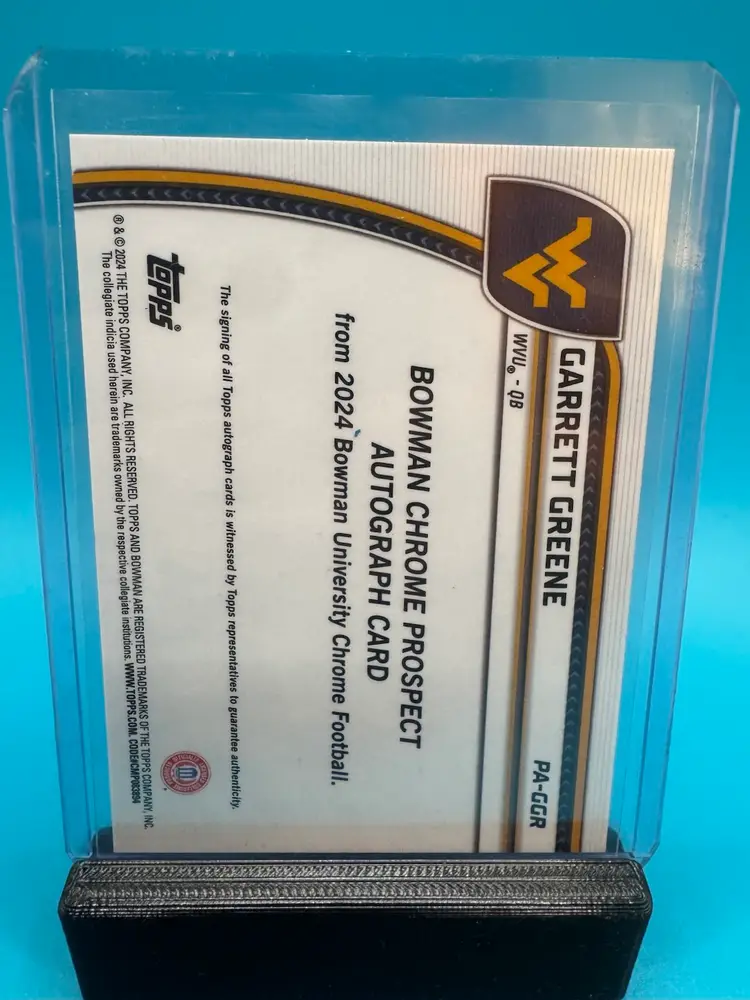 GARRETT GREENE
PA-GGR
WVU® - QB
BOWMAN CHROME PROSPECT
AUTOGRAPH CARD
from 2024 Bowman University Chrome Football.
The signing of all Topps autograph cards is witnessed by Topps representatives to guarantee authenticity.
topps®
® & © 2024 THE TOPPS COMPANY, INC. ALL RIGHTS RESERVED. TOPPS AND BOWMAN ARE REGISTERED TRADEMARKS OF THE TOPPS COMPANY, INC.
The collegiate indicia used herein are trademarks owned by the respective collegiate institutions. WWW.TOPPS.COM. CODE#CMP083894